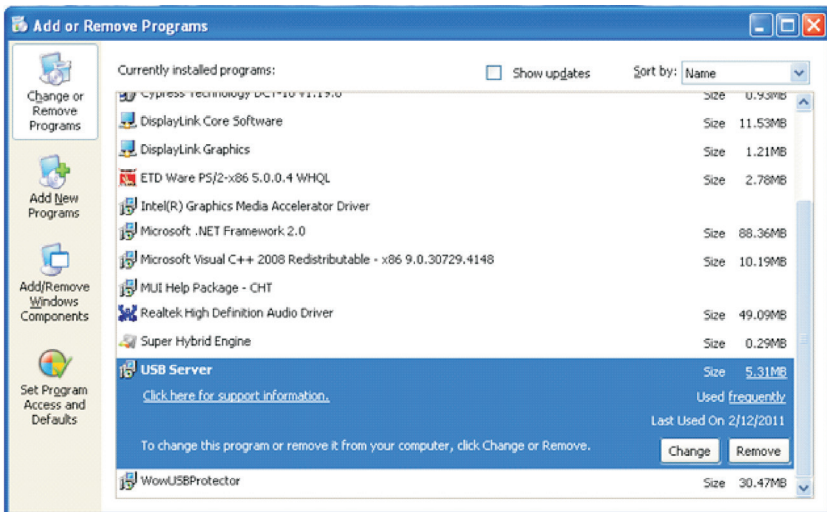 Add or Remove Programs
Currently installed programs:
Show updates
Sort by: Name
Change or
Remove
Programs
Add New
Programs
Add/Remove
Windows
Components
Set Program
Access and
Defaults
Cypress Technology Size 0.93MB
DisplayLink Core Software Size 11.53MB
DisplayLink Graphics Size 1.21MB
ETD Ware PS/2-x86 5.0.0.4 WHQL Size 2.78MB
Intel(R) Graphics Media Accelerator Driver
Microsoft .NET Framework 2.0 Size 88.36MB
Microsoft Visual C++ 2008 Redistributable - x86 9.0.30729.4148 Size 10.19MB
MUI Help Package - CHT
Realtek High Definition Audio Driver Size 49.09MB
Super Hybrid Engine Size 0.29MB
USB Server Size 5.31MB
Click here for support information. Used frequently
Last Used On 2/12/2011
To change this program or remove it from your computer, click Change or Remove. Change Remove
WowUSBProtector Size 30.47MB